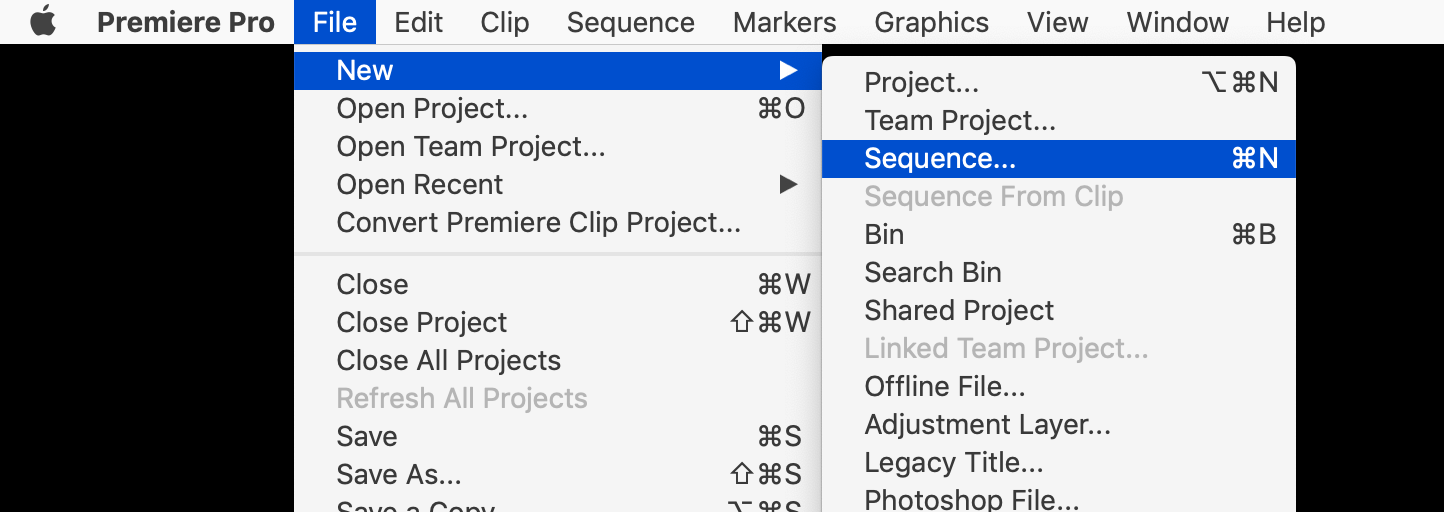 Premiere Pro File Edit Clip Sequence Markers Graphics View Window Help
New ▶
Open Project... ⌘O
Open Team Project...
Open Recent ▶
Convert Premiere Clip Project...
Close ⌘W
Close Project ⇧⌘W
Close All Projects
Refresh All Projects
Save ⌘S
Save As... ⇧⌘S
Save a Copy ⌥⌘S
Project... ⌥⌘N
Team Project...
Sequence... ⌘N
Sequence From Clip
Bin ⌘B
Search Bin
Shared Project
Linked Team Project...
Offline File...
Adjustment Layer...
Legacy Title...
Photoshop File...